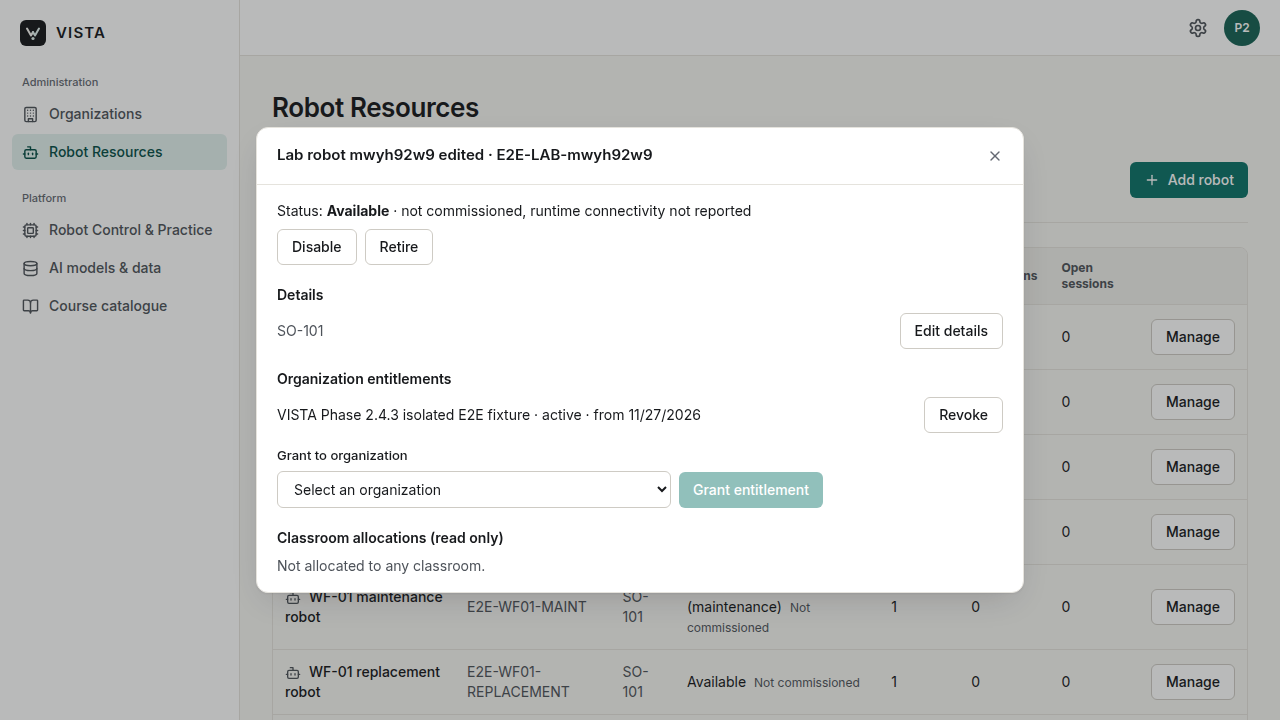 VISTA
P2
Administration
Organizations
Robot Resources
Platform
Robot Control & Practice
AI models & data
Course catalogue
Robot Resources
Add robot
Lab robot mwyh92w9 edited · E2E-LAB-mwyh92w9
Status: Available · not commissioned, runtime connectivity not reported
Disable
Retire
Details
SO-101
Edit details
Organization entitlements
VISTA Phase 2.4.3 isolated E2E fixture · active · from 11/27/2026
Revoke
Grant to organization
Select an organization
Grant entitlement
Classroom allocations (read only)
Not allocated to any classroom.
Open
sessions
0
Manage
0
Manage
0
Manage
0
Manage
WF-01 maintenance
robot
E2E-WF01-MAINT
SO-
101
(maintenance) Not
commissioned
1
0
0
Manage
WF-01 replacement
robot
E2E-WF01-
REPLACEMENT
SO-
101
Available Not commissioned
1
0
0
Manage